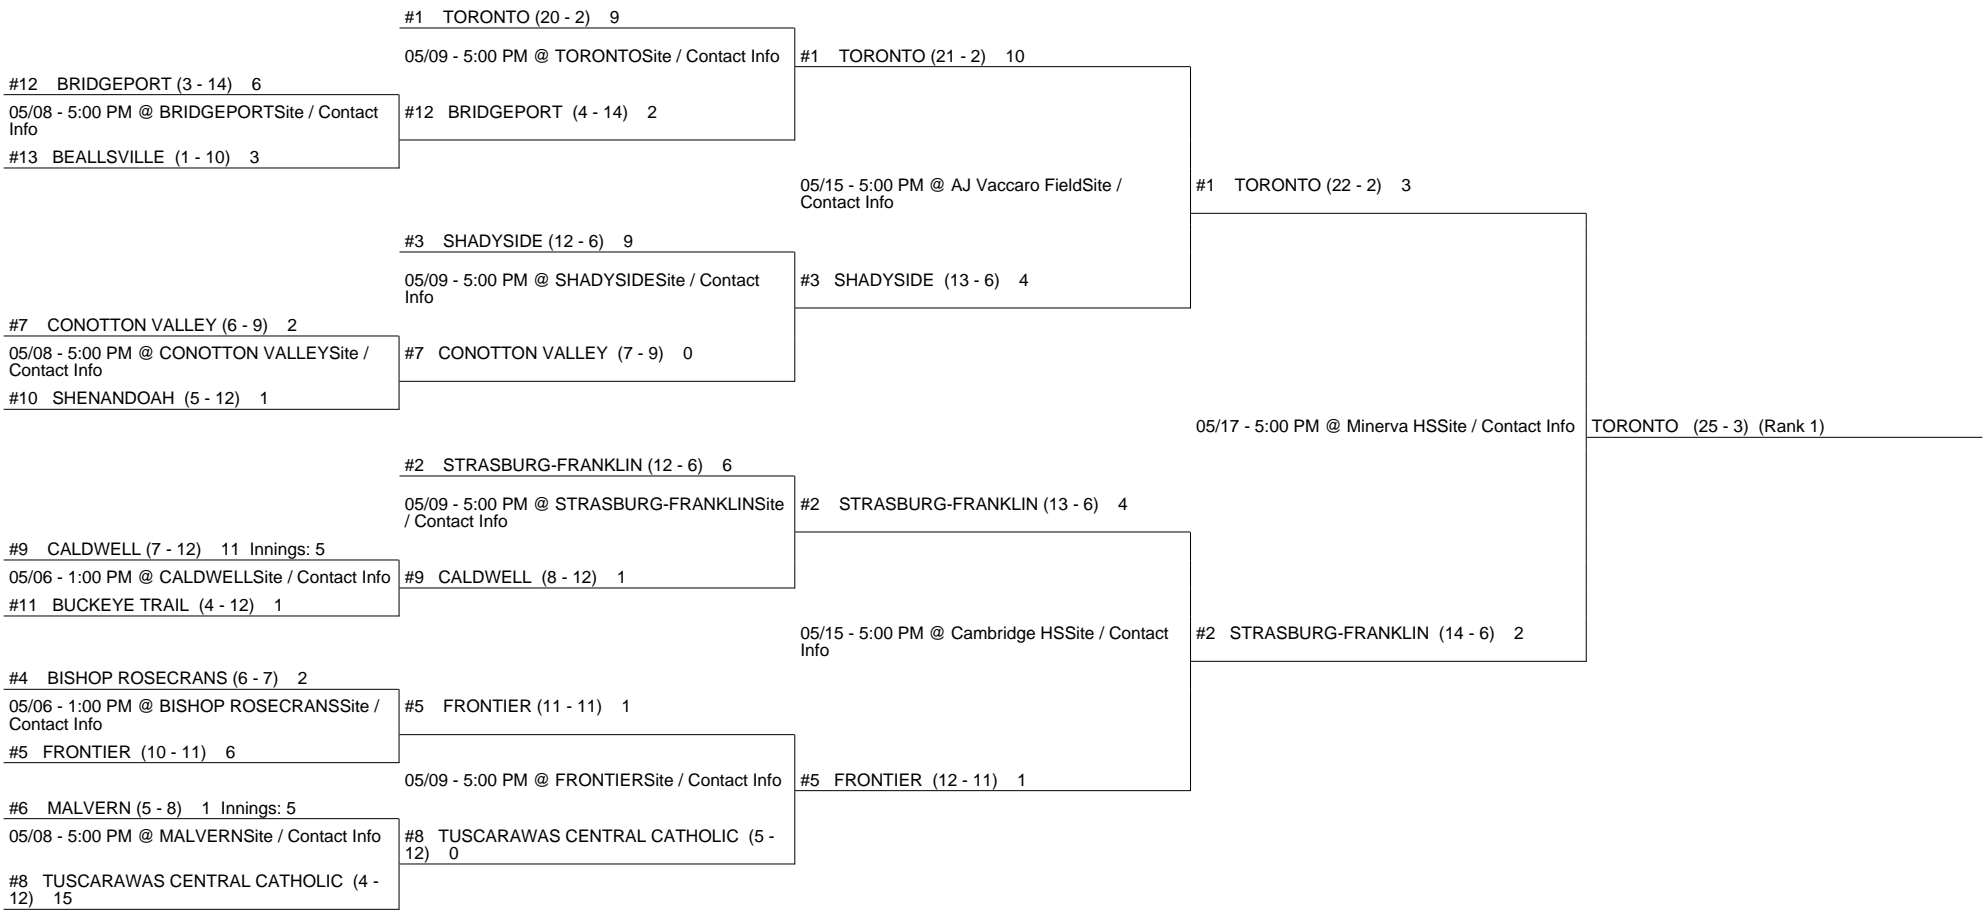 #1 TORONTO (20 - 2) 9
05/09 - 5:00 PM @ TORONTOSite / Contact Info
#1 TORONTO (21 - 2) 10
#12 BRIDGEPORT (3 - 14) 6
05/08 - 5:00 PM @ BRIDGEPORTSite / Contact
Info
#12 BRIDGEPORT (4 - 14) 2
#13 BEALLSVILLE (1 - 10) 3
05/15 - 5:00 PM @ AJ Vaccaro FieldSite /
Contact Info
#1 TORONTO (22 - 2) 3
#3 SHADYSIDE (12 - 6) 9
05/09 - 5:00 PM @ SHADYSIDESite / Contact
Info
#3 SHADYSIDE (13 - 6) 4
#7 CONOTTON VALLEY (6 - 9) 2
05/08 - 5:00 PM @ CONOTTON VALLEYSite /
Contact Info
#7 CONOTTON VALLEY (7 - 9) 0
#10 SHENANDOAH (5 - 12) 1
05/17 - 5:00 PM @ Minerva HSSite / Contact Info
TORONTO (25 - 3) (Rank 1)
#2 STRASBURG-FRANKLIN (12 - 6) 6
05/09 - 5:00 PM @ STRASBURG-FRANKLINSite
/ Contact Info
#2 STRASBURG-FRANKLIN (13 - 6) 4
#9 CALDWELL (7 - 12) 11 Innings: 5
05/06 - 1:00 PM @ CALDWELLSite / Contact Info
#9 CALDWELL (8 - 12) 1
#11 BUCKEYE TRAIL (4 - 12) 1
05/15 - 5:00 PM @ Cambridge HSSite / Contact
Info
#2 STRASBURG-FRANKLIN (14 - 6) 2
#4 BISHOP ROSECRANS (6 - 7) 2
05/06 - 1:00 PM @ BISHOP ROSECRANSSite /
Contact Info
#5 FRONTIER (11 - 11) 1
#5 FRONTIER (10 - 11) 6
05/09 - 5:00 PM @ FRONTIERSite / Contact Info
#5 FRONTIER (12 - 11) 1
#6 MALVERN (5 - 8) 1 Innings: 5
05/08 - 5:00 PM @ MALVERNSite / Contact Info
#8 TUSCARAWAS CENTRAL CATHOLIC (5 -
12) 0
#8 TUSCARAWAS CENTRAL CATHOLIC (4 -
12) 15